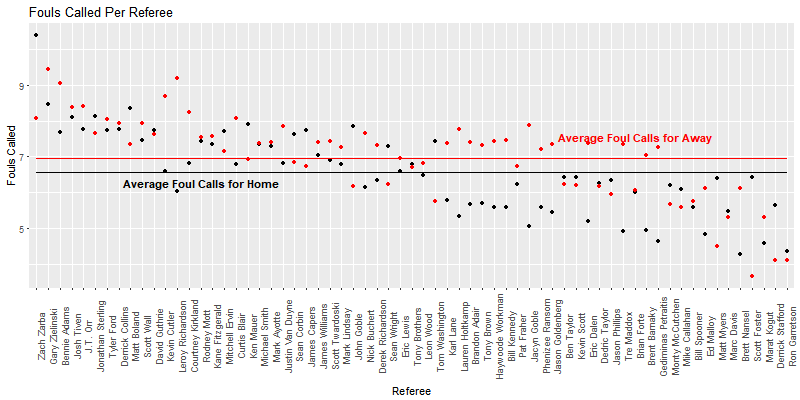 Fouls Called Per Referee
Fouls Called
9
7
5
Average Foul Calls for Away
Average Foul Calls for Home
Zach Zarba
Gary Zielinski
Bennie Adams
Josh Tiven
J.T. Orr
Jonathan Sterling
Tyler Ford
Derrick Collins
Matt Boland
Scott Wall
David Guthrie
Kevin Cutler
Leon Richardson
Courtney Kirkland
Rodney Mott
Kane Fitzgerald
Mitchell Ervin
Curtis Blair
Ken Mauer
Michael Smith
Mark Ayotte
Justin Van Duyne
Sean Corbin
James Capers
James Williams
Scott Twardoski
Mark Lindsay
John Goble
Nick Buchert
Derek Richardson
Sean Wright
Eric Lewis
Tony Brothers
Leon Wood
Tom Washington
Karl Lane
Lauren Holtkamp
Brandon Adair
Tony Brown
Haywoode Workman
Bill Kennedy
Pat Fraher
Jacyn Goble
Phenizee Ransom
Jason Goldenberg
Ben Taylor
Kevin Scott
Eric Dalen
Dedric Taylor
Jason Phillips
Tre Maddox
Brian Forte
Brent Barnaky
Gediminas Petraitis
Monty McCutchen
Mike Callahan
Bill Spooner
Ed Malloy
Matt Myers
Marc Davis
Brett Nansel
Scott Foster
Marat Kogut
Derrick Stafford
Ron Garretson
Referee